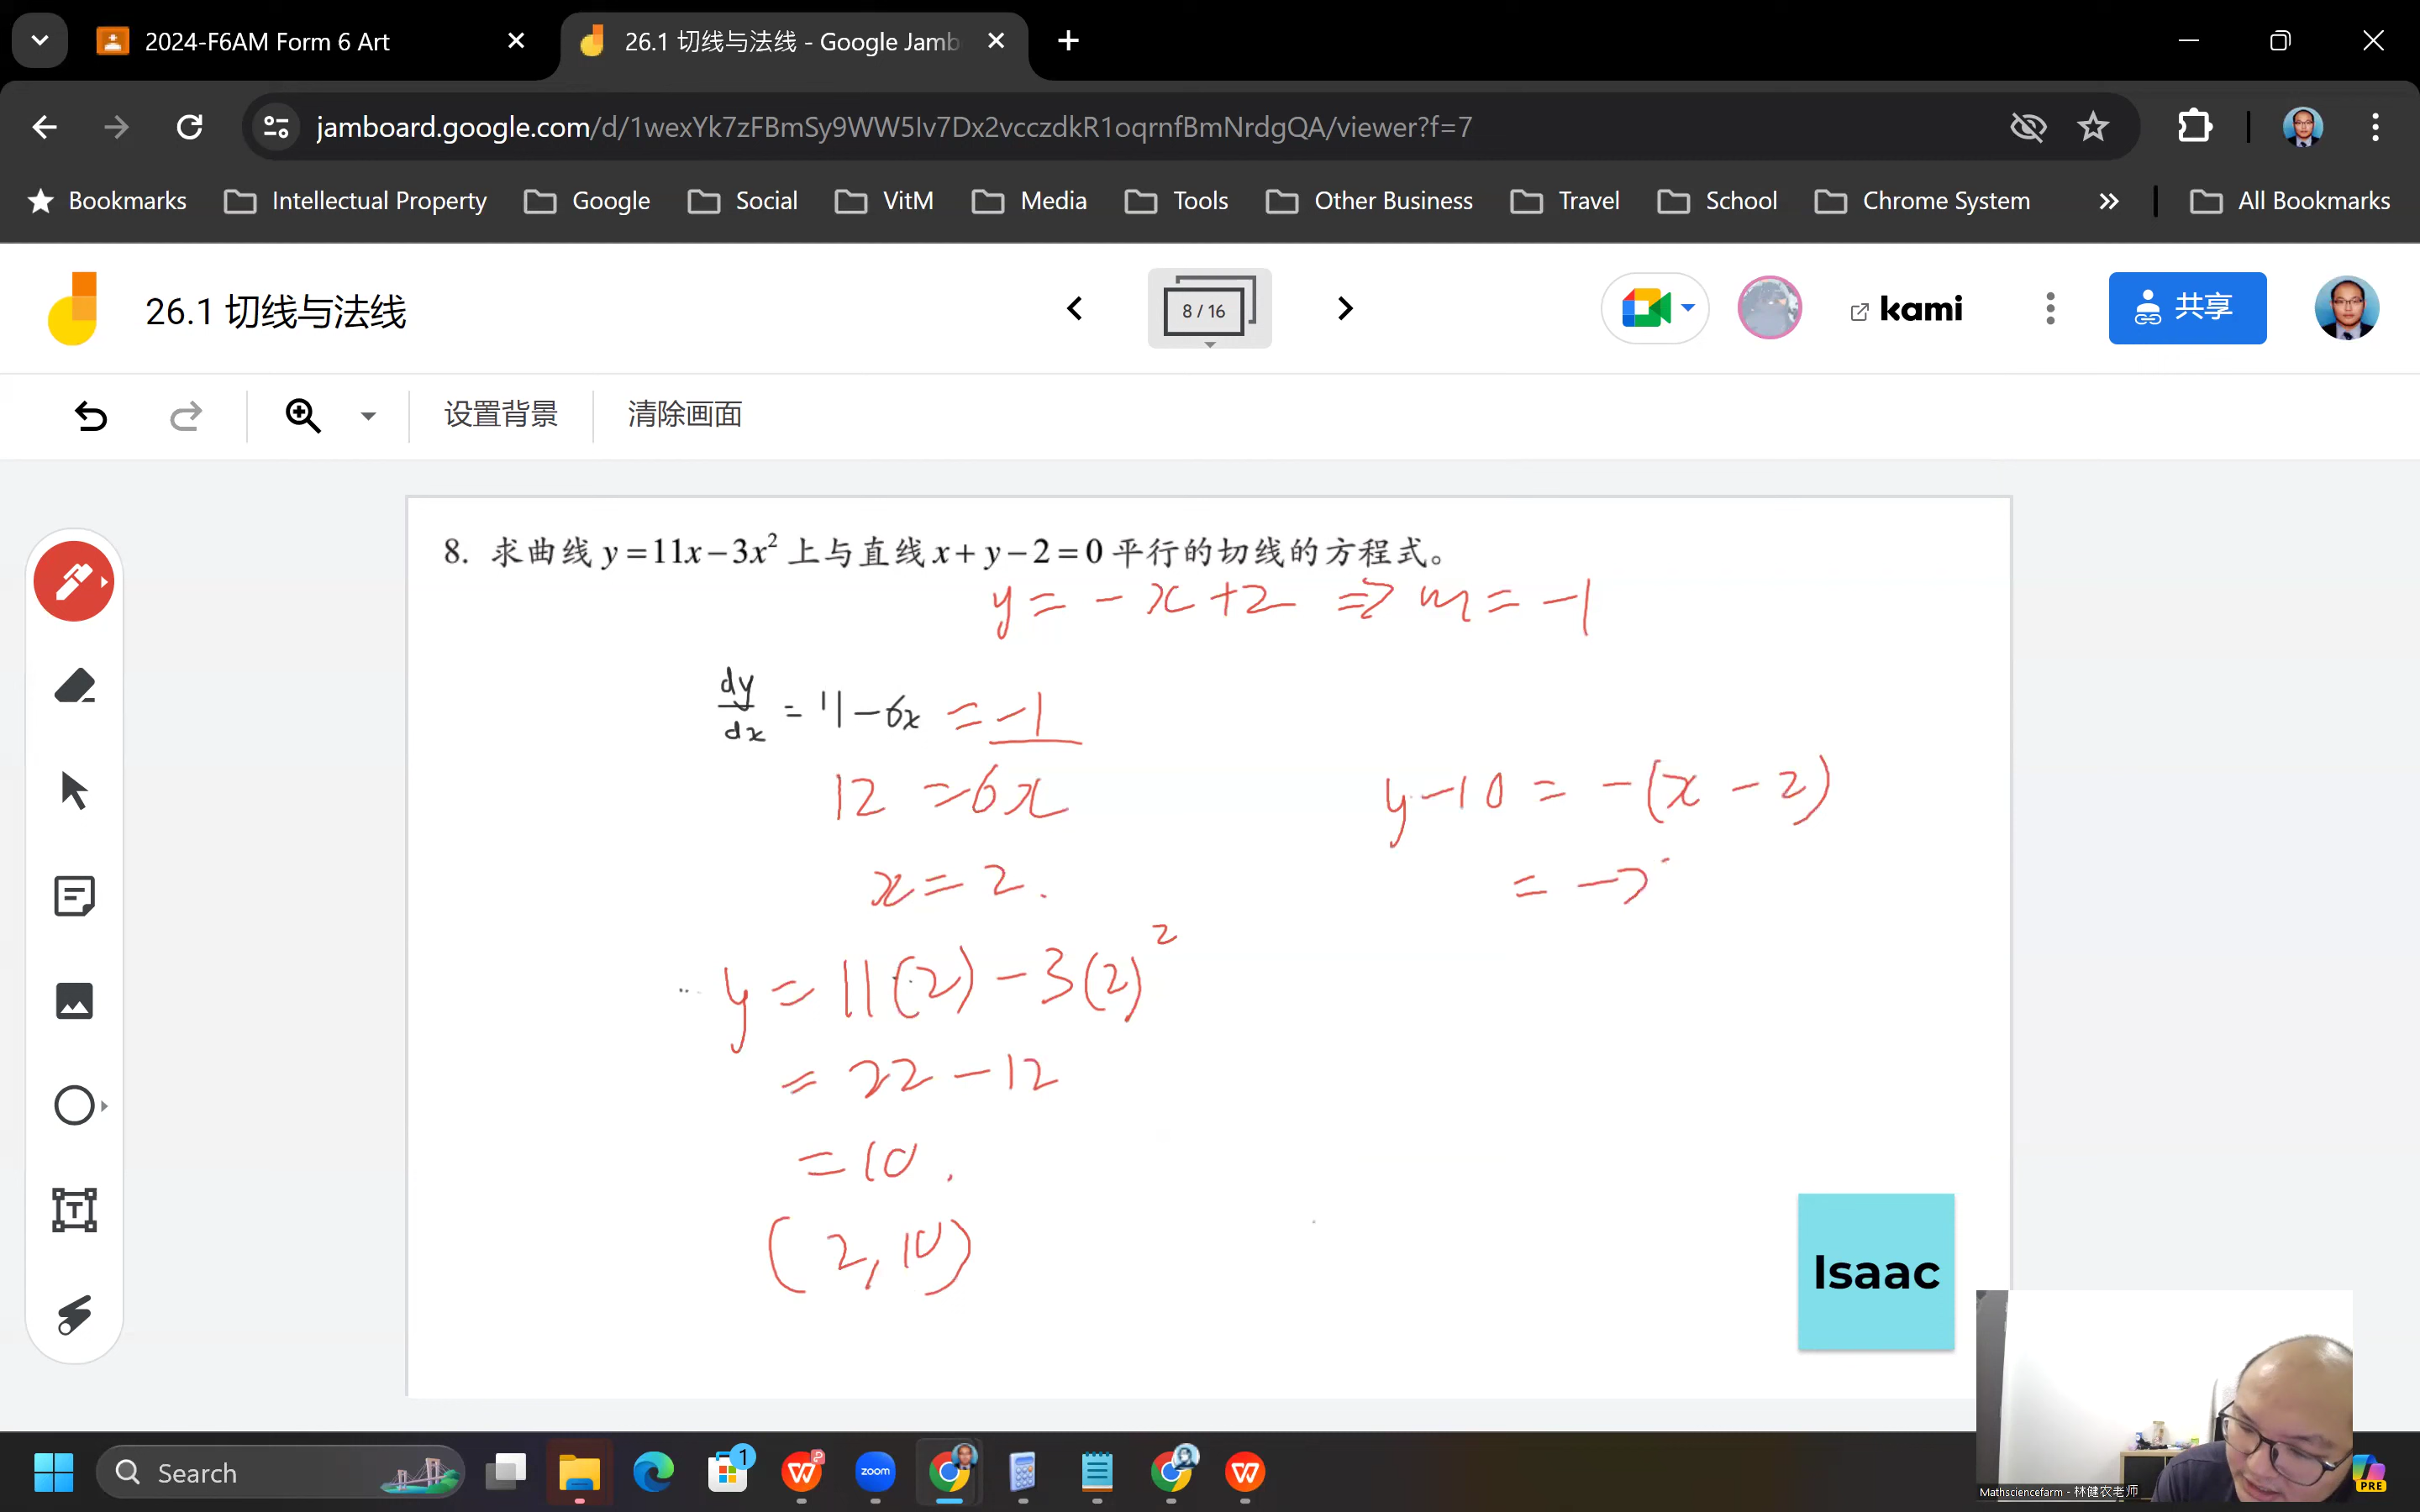 2024-F6AM Form 6 Art
26.1 切线与法线 - Google Jamb
jamboard.google.com/d/1wexYk7zFBmSy9WW5Iv7Dx2vcczdkR1oqrnfBmNrdgQA/viewer?f=7
Bookmarks Intellectual Property Google Social VitM Media Tools Other Business Travel School Chrome System » All Bookmarks
26.1 切线与法线
8 / 16
kami
共享
设置背景 清除画面
8. 求曲线 y=11x−3x² 上与直线 x+y−2=0 平行的切线的方程式。
y = -x+2 ⇒ m = -1
dy/dx = 11-6x = -1
12 = 6x
x = 2.
y = 11(2) - 3(2)²
= 22 - 12
= 10.
(2, 10)
y-10 = -(x-2)
Isaac
Mathsciencefarm - 林健农老师
Search
1
zoom
PRE